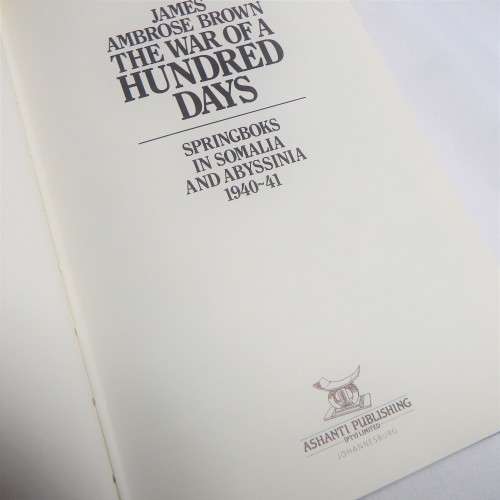 JAMES
AMBROSE BROWN
THE WAR OF A
HUNDRED
DAYS
SPRINGBOKS
IN SOMALIA
AND ABYSSINIA
1940~41
ASHANTI PUBLISHING
(PTY) LIMITED
JOHANNESBURG